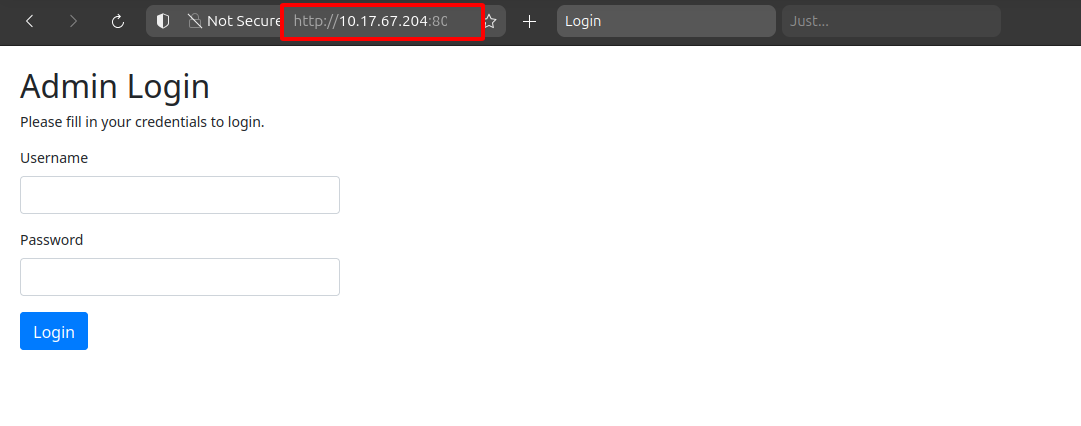 Not Secure http://10.17.67.204:80 Login Just...
Admin Login
Please fill in your credentials to login.
Username
Password
Login